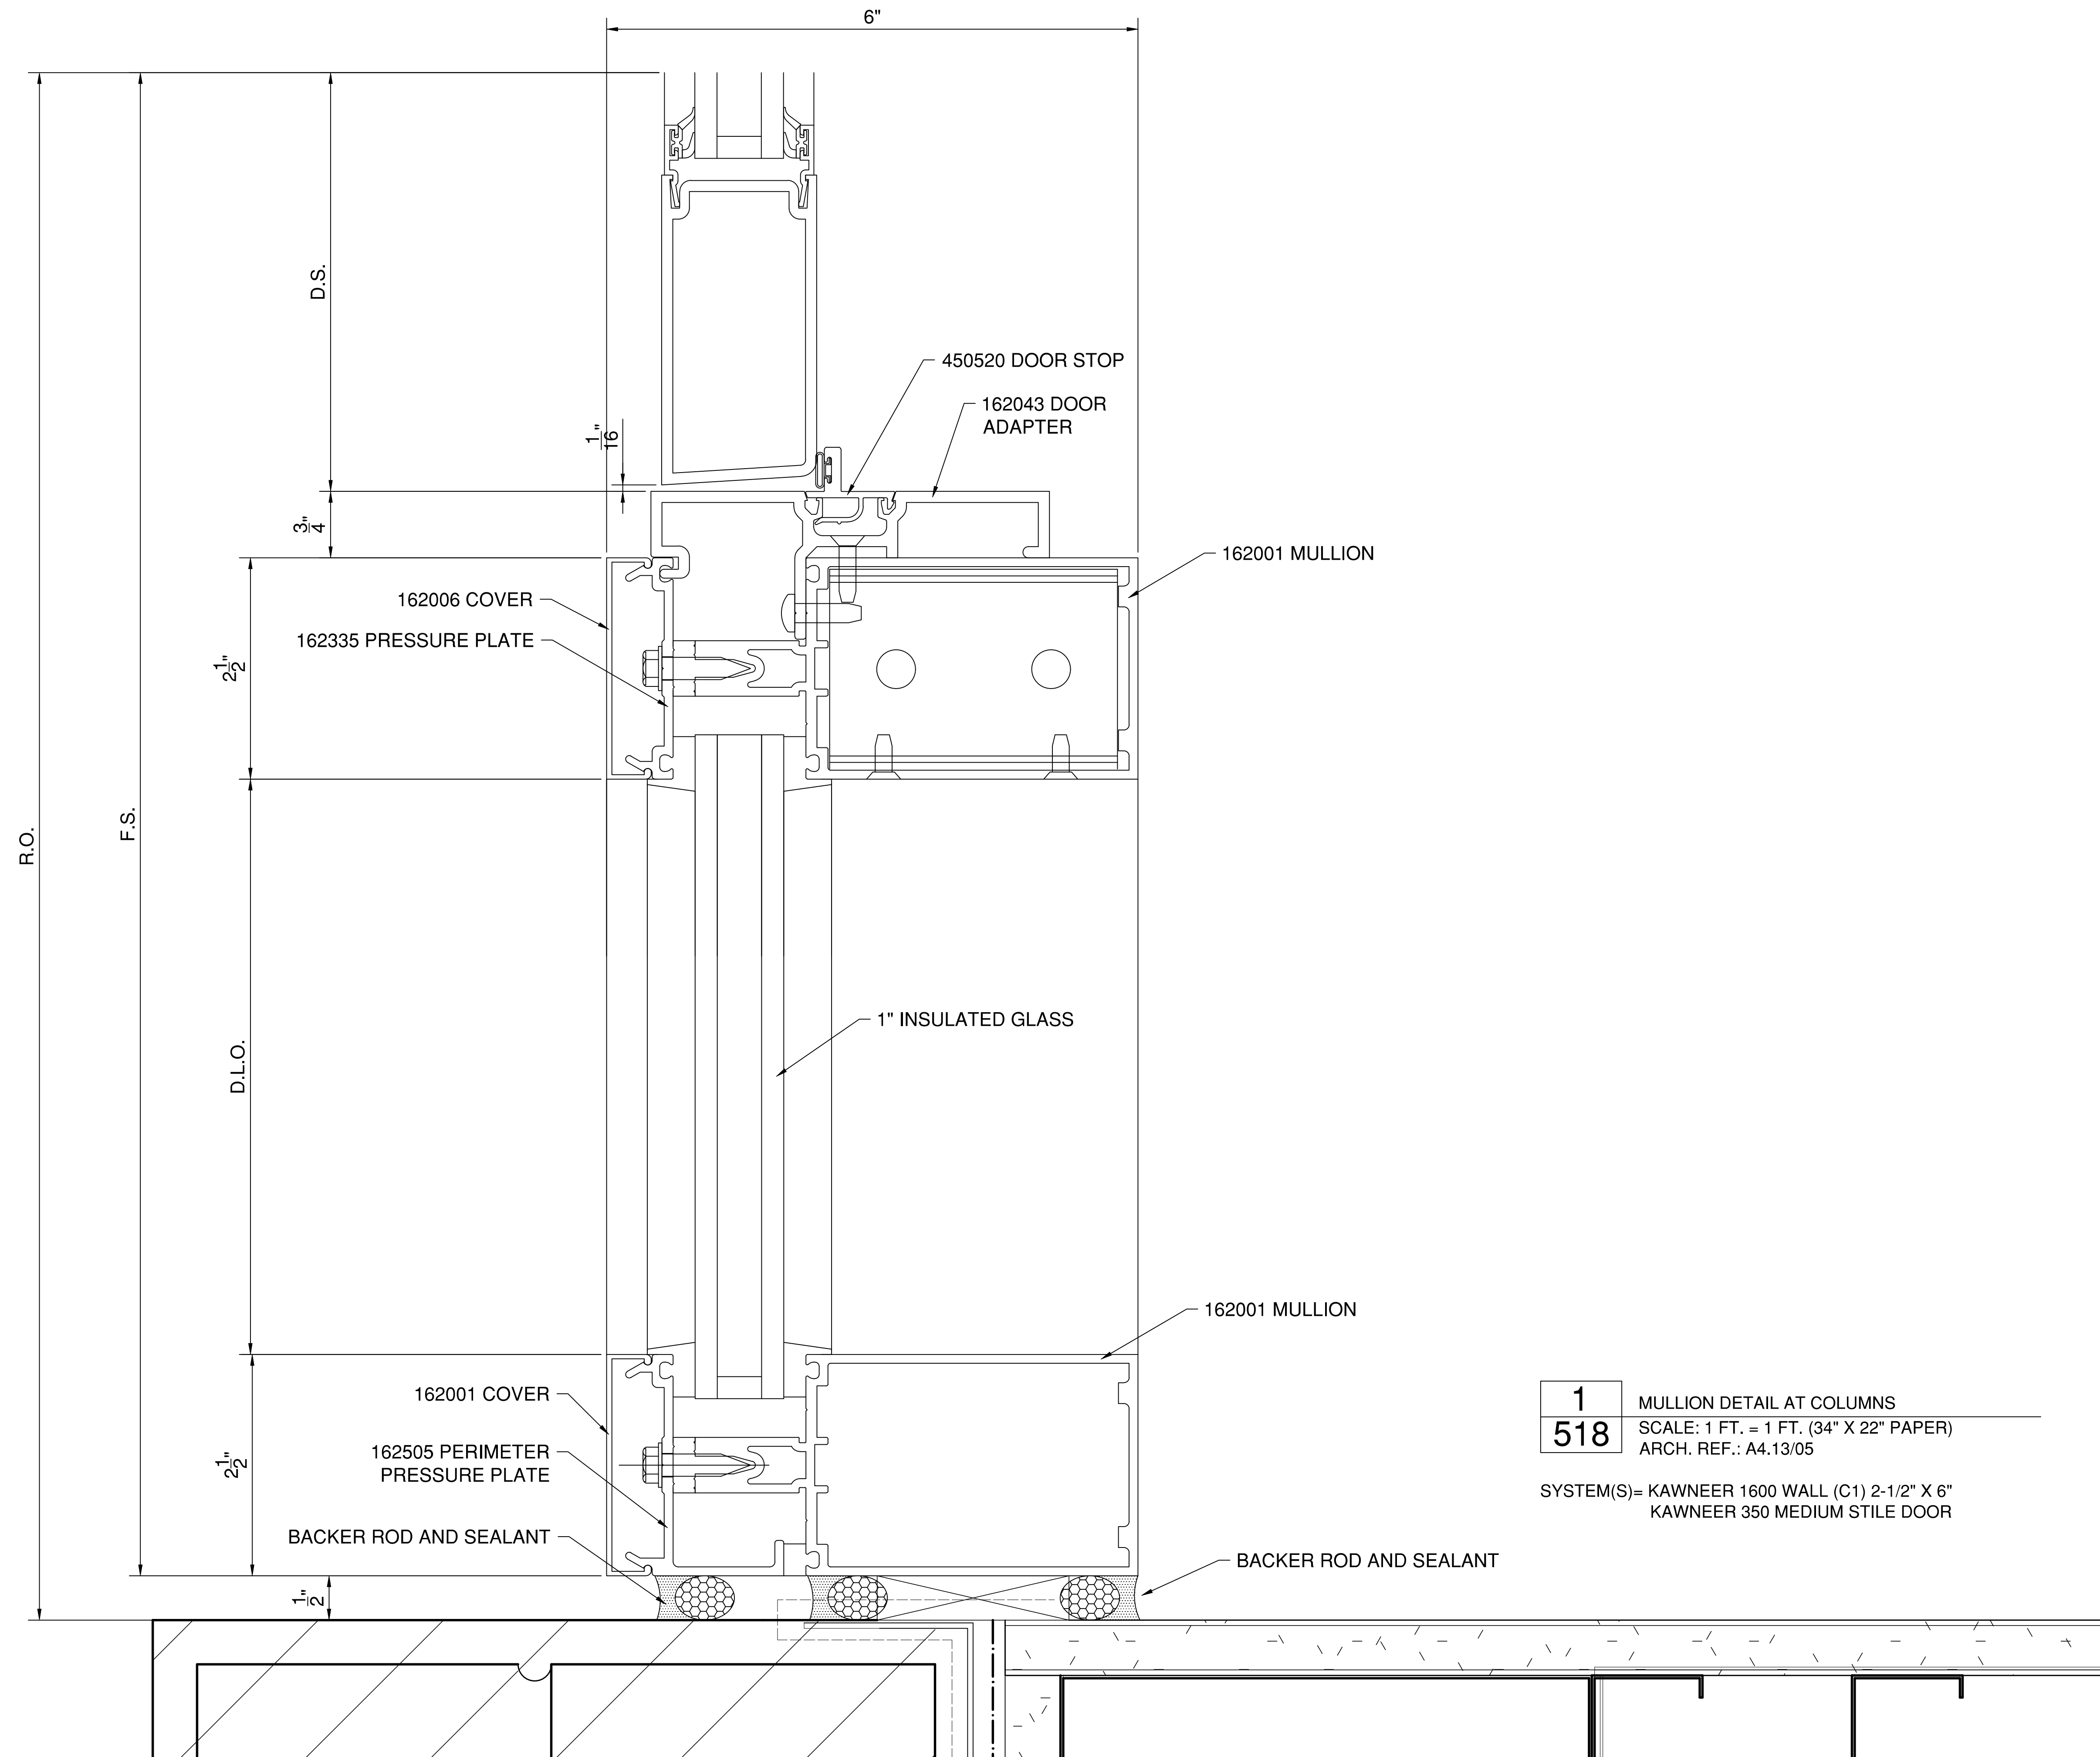 6"
D.S.
450520 DOOR STOP
162043 DOOR
ADAPTER
1"
16
3"
4
162001 MULLION
162006 COVER
162335 PRESSURE PLATE
2 1"
2
R.O.
F.S.
D.L.O.
1" INSULATED GLASS
162001 MULLION
162001 COVER
162505 PERIMETER
PRESSURE PLATE
2 1"
2
BACKER ROD AND SEALANT
BACKER ROD AND SEALANT
1"
2
1
518
MULLION DETAIL AT COLUMNS
SCALE: 1 FT. = 1 FT. (34" X 22" PAPER)
ARCH. REF.: A4.13/05
SYSTEM(S)= KAWNEER 1600 WALL (C1) 2-1/2" X 6"
KAWNEER 350 MEDIUM STILE DOOR